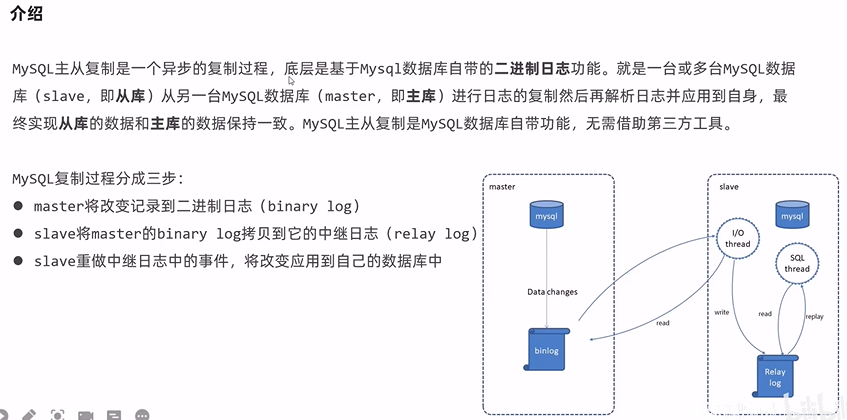 介绍
MySQL主从复制是一个异步的复制过程，底层是基于Mysql数据库自带的二进制日志功能。就是一台或多台MySQL数据
库（slave，即从库）从另一台MySQL数据库（master，即主库）进行日志的复制然后再解析日志并应用到自身，最
终实现从库的数据和主库的数据保持一致。MySQL主从复制是MySQL数据库自带功能，无需借助第三方工具。
MySQL复制过程分成三步：
● master将改变记录到二进制日志（binary log）
● slave将master的binary log拷贝到它的中继日志（relay log）
● slave重做中继日志中的事件，将改变应用到自己的数据库中
master
mysql
Data changes
binlog
read
slave
mysql
I/O
thread
SQL
thread
write
read
replay
Relay
log